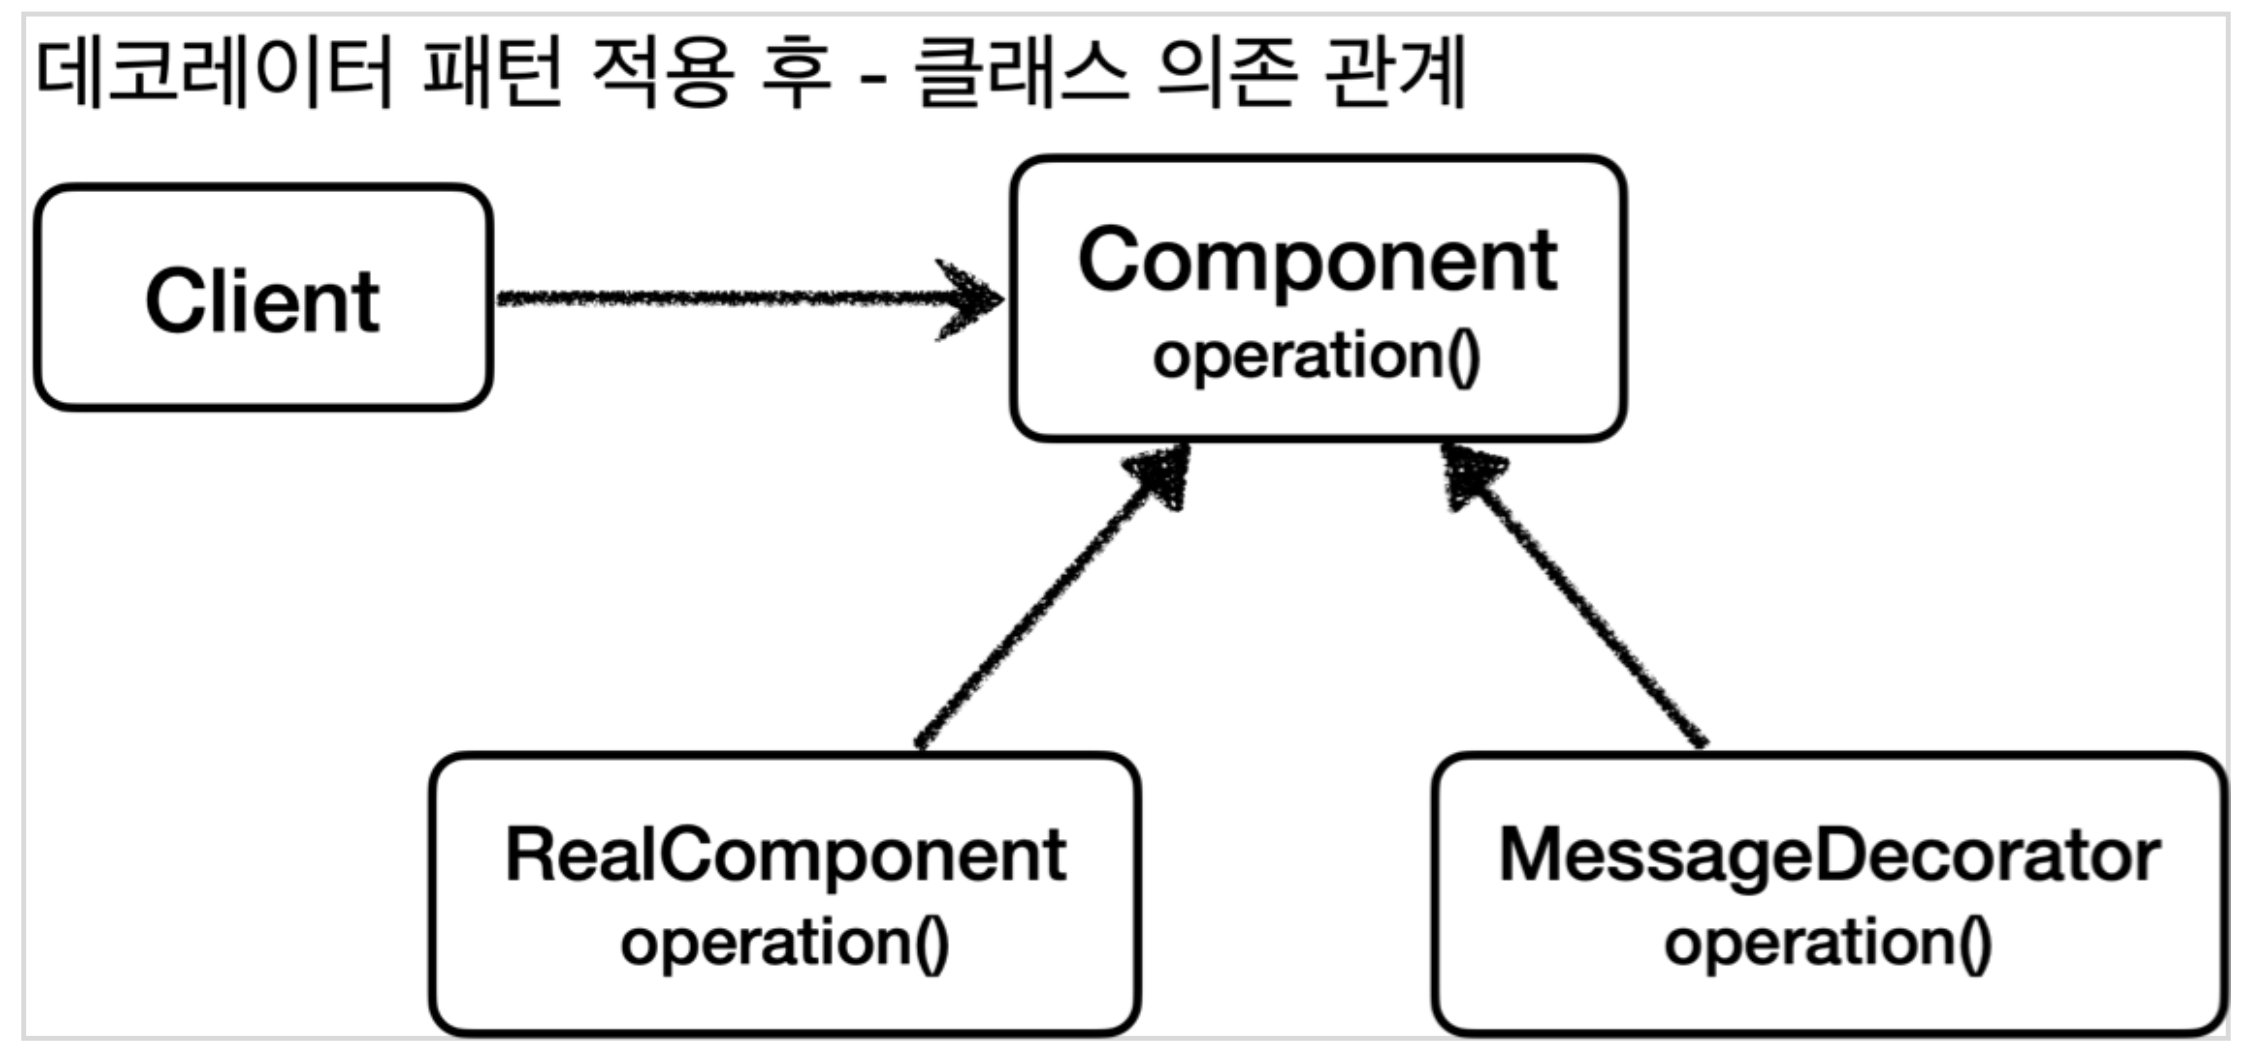 데코레이터 패턴 적용 후 - 클래스 의존 관계
Client
Component
operation()
RealComponent
operation()
MessageDecorator
operation()